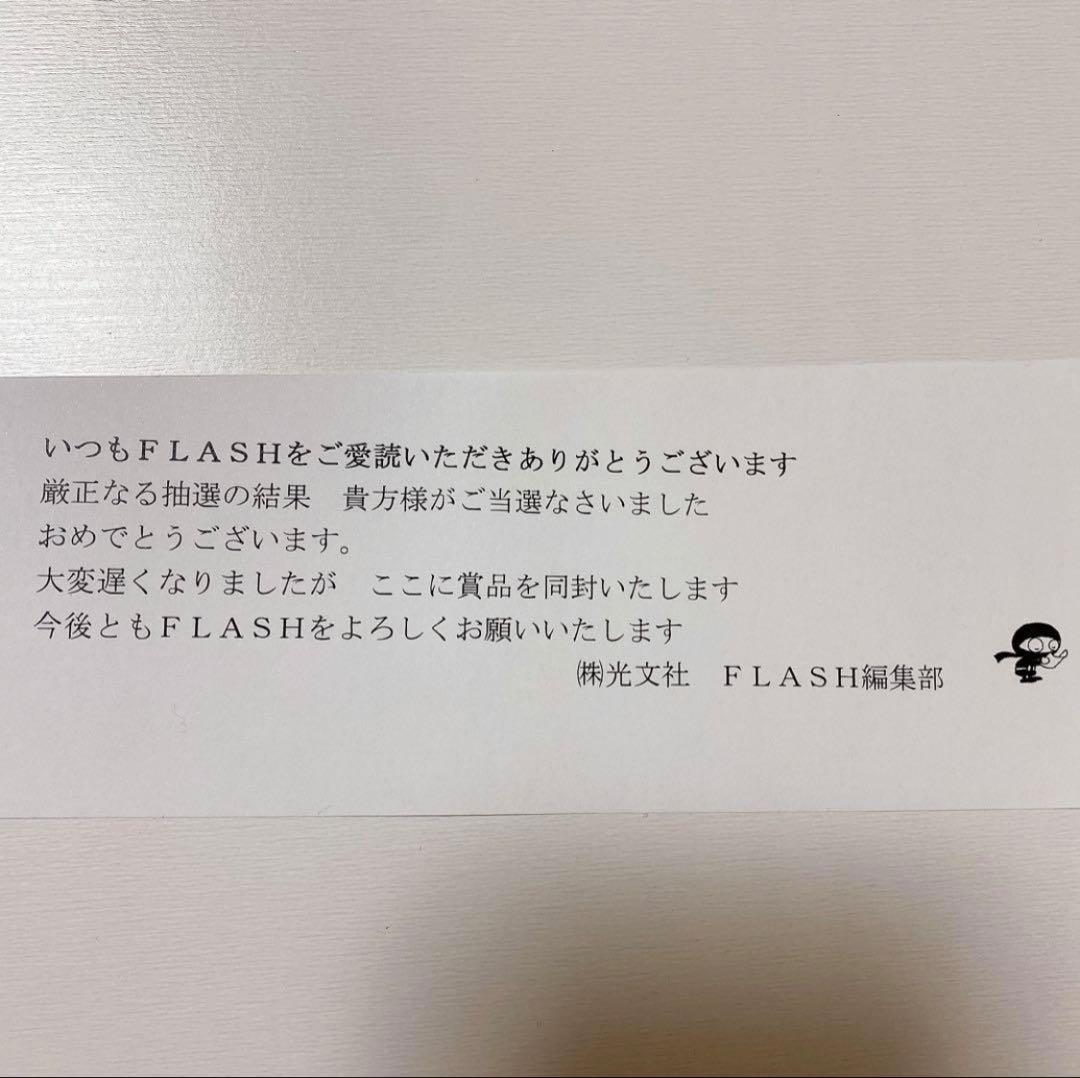 いつもＦＬＡＳＨをご愛読いただきありがとうございます
厳正なる抽選の結果　貴方様がご当選なさいました
おめでとうございます。
大変遅くなりましたが　ここに賞品を同封いたします
今後ともＦＬＡＳＨをよろしくお願いいたします
㈱光文社　ＦＬＡＳＨ編集部